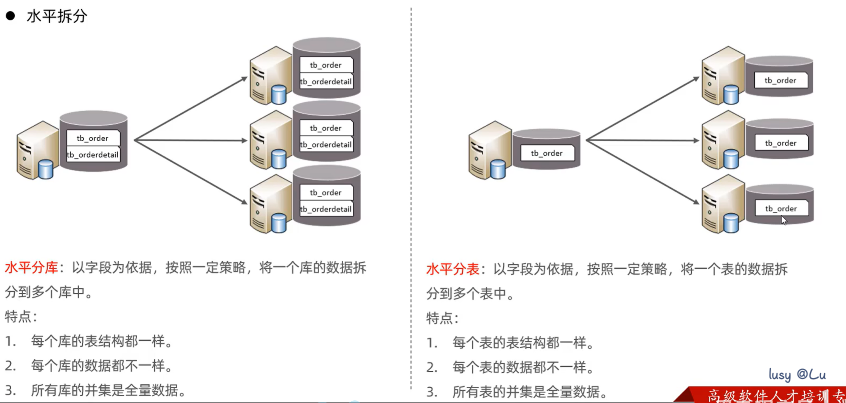 ● 水平拆分
tb_order
tb_orderdetail
tb_order
tb_orderdetail
tb_order
tb_orderdetail
tb_order
tb_orderdetail
水平分库：以字段为依据，按照一定策略，将一个库的数据拆
分到多个库中。
特点：
1. 每个库的表结构都一样。
2. 每个库的数据都不一样。
3. 所有库的并集是全量数据。
tb_order
tb_order
tb_order
tb_order
水平分表：以字段为依据，按照一定策略，将一个表的数据拆
分到多个表中。
特点：
1. 每个表的表结构都一样。
2. 每个表的数据都不一样。
3. 所有表的并集是全量数据。
lusy @Lu
高级软件人才培训专